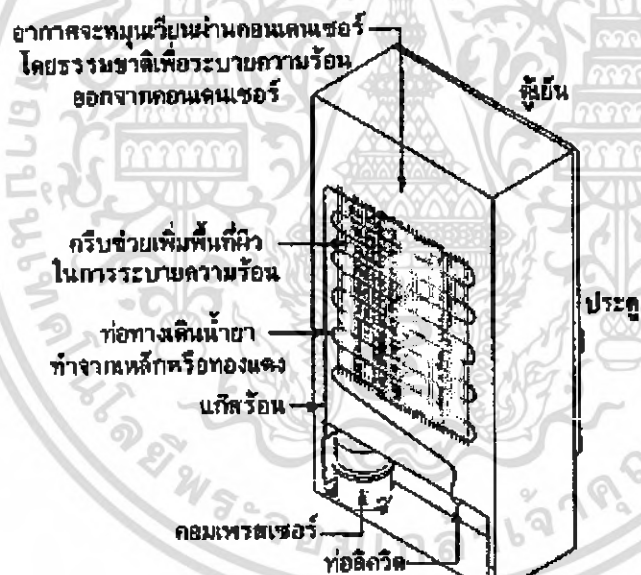 อากาศจะหมุนเวียนผ่านคอนเดนเซอร์
โดยธรรมชาติเพื่อระบายความร้อน
ออกจากคอนเดนเซอร์
ตู้เย็น
ครีบช่วยเพิ่มพื้นที่ผิว
ในการระบายความร้อน
ประตู
ท่อทางเดินน้ำยา
ทำจากเหล็กหรือทองแดง
แก๊สร้อน
คอมเพรสเซอร์
ท่อลิควิด